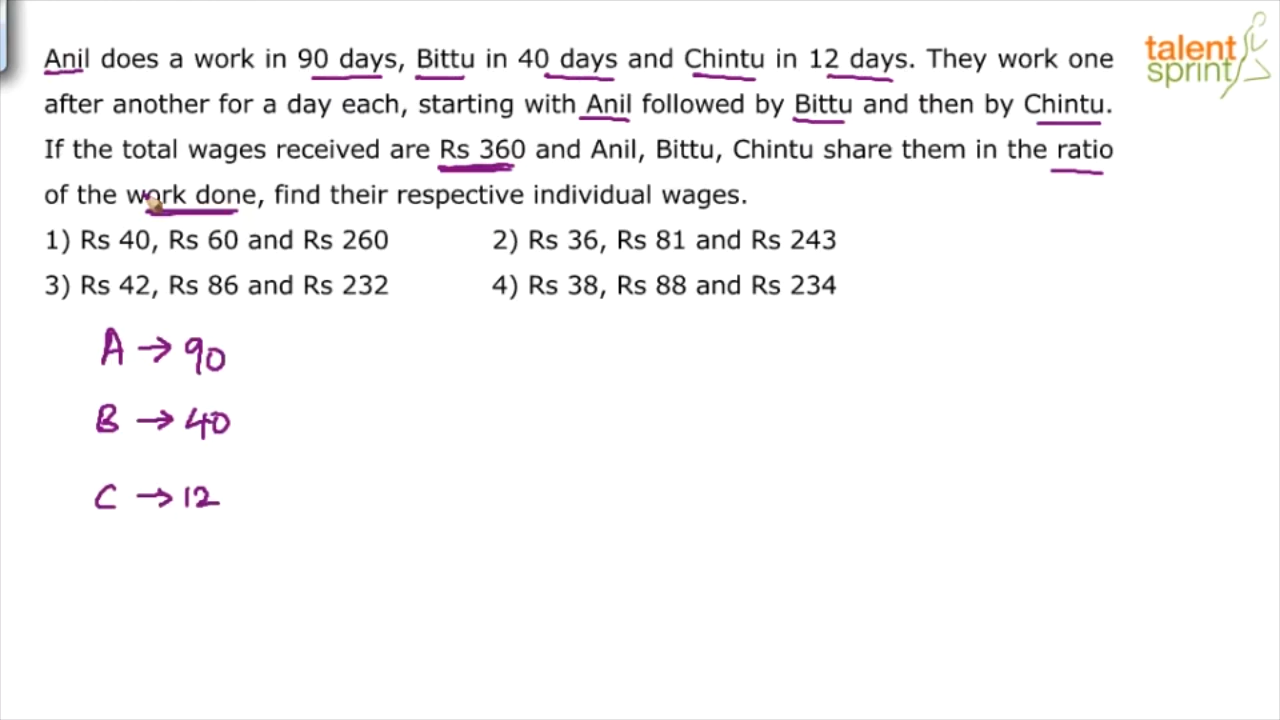 talent
sprint
Anil does a work in 90 days, Bittu in 40 days and Chintu in 12 days. They work one
after another for a day each, starting with Anil followed by Bittu and then by Chintu.
If the total wages received are Rs 360 and Anil, Bittu, Chintu share them in the ratio
of the work done, find their respective individual wages.
1) Rs 40, Rs 60 and Rs 260 2) Rs 36, Rs 81 and Rs 243
3) Rs 42, Rs 86 and Rs 232 4) Rs 38, Rs 88 and Rs 234
A → 90
B → 40
C → 12